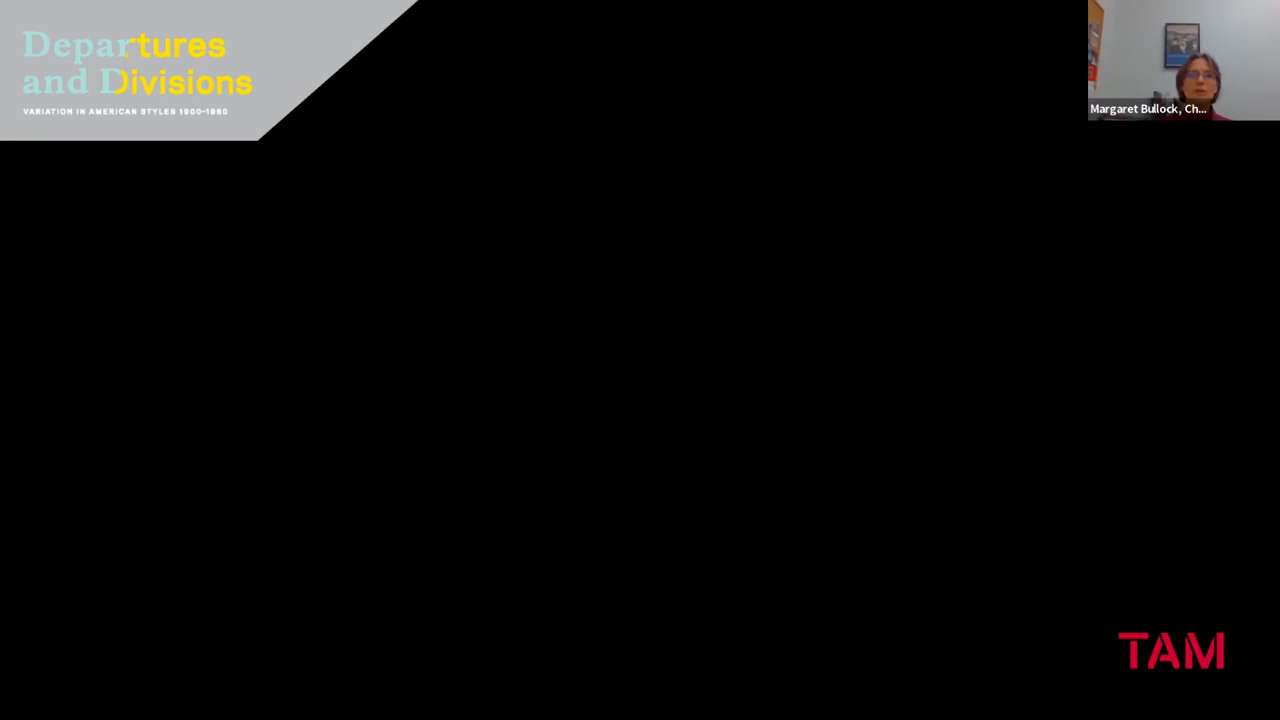 Departures
and Divisions
VARIATION IN AMERICAN STYLES 1900–1950
Margaret Bullock, Ch...
TAM